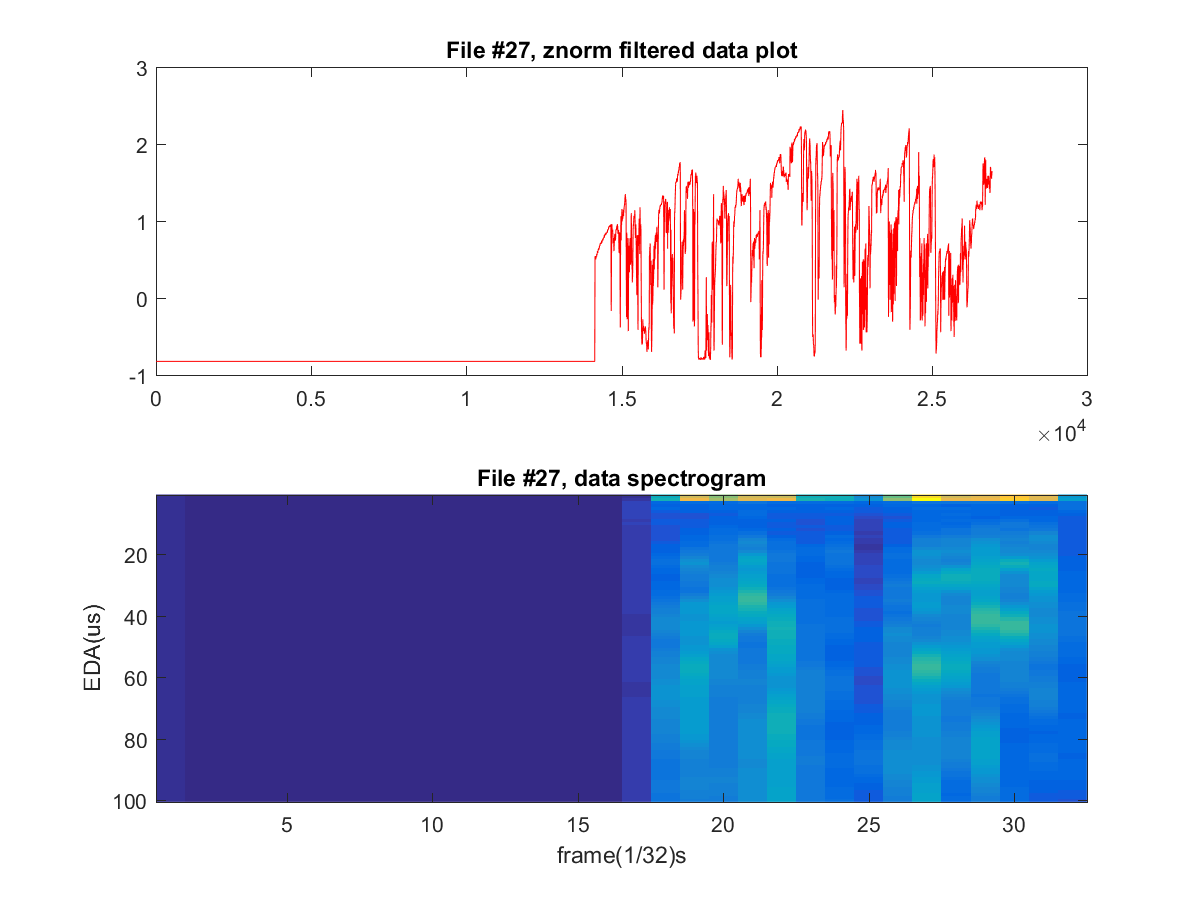 File #27, znorm filtered data plot
3
2
1
0
-1
0 0.5 1 1.5 2 2.5 3
×10^4
File #27, data spectrogram
20
40
60
80
100
EDA(us)
5 10 15 20 25 30
frame(1/32)s